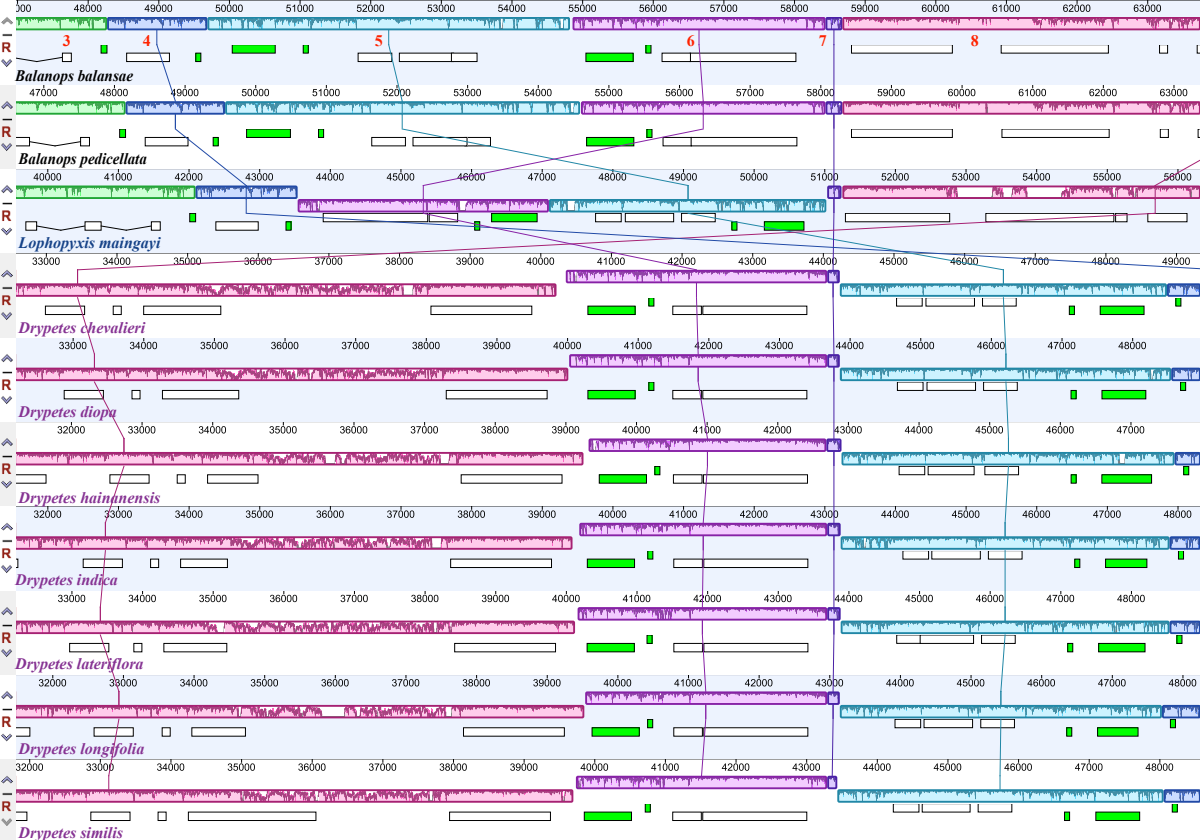 000 48000 49000 50000 51000 52000 53000 54000 55000 56000 57000 58000 59000 60000 61000 62000 63000
3 4 5 6 7 8
R
Balanops balansae
47000 48000 49000 50000 51000 52000 53000 54000 55000 56000 57000 58000 59000 60000 61000 62000 63000
R
Balanops pedicellata
40000 41000 42000 43000 44000 45000 46000 47000 48000 49000 50000 51000 52000 53000 54000 55000 56000
R
Lophopyxis maingayi
33000 34000 35000 36000 37000 38000 39000 40000 41000 42000 43000 44000 45000 46000 47000 48000 49000
R
Drypetes chevalieri
33000 34000 35000 36000 37000 38000 39000 40000 41000 42000 43000 44000 45000 46000 47000 48000
R
Drypetes diopa
32000 33000 34000 35000 36000 37000 38000 39000 40000 41000 42000 43000 44000 45000 46000 47000
R
Drypetes hainanensis
32000 33000 34000 35000 36000 37000 38000 39000 40000 41000 42000 43000 44000 45000 46000 47000 48000
R
Drypetes indica
33000 34000 35000 36000 37000 38000 39000 40000 41000 42000 43000 44000 45000 46000 47000 48000
R
Drypetes lateriflora
32000 33000 34000 35000 36000 37000 38000 39000 40000 41000 42000 43000 44000 45000 46000 47000 48000
R
Drypetes longifolia
32000 33000 34000 35000 36000 37000 38000 39000 40000 41000 42000 43000 44000 45000 46000 47000 48000
R
Drypetes similis